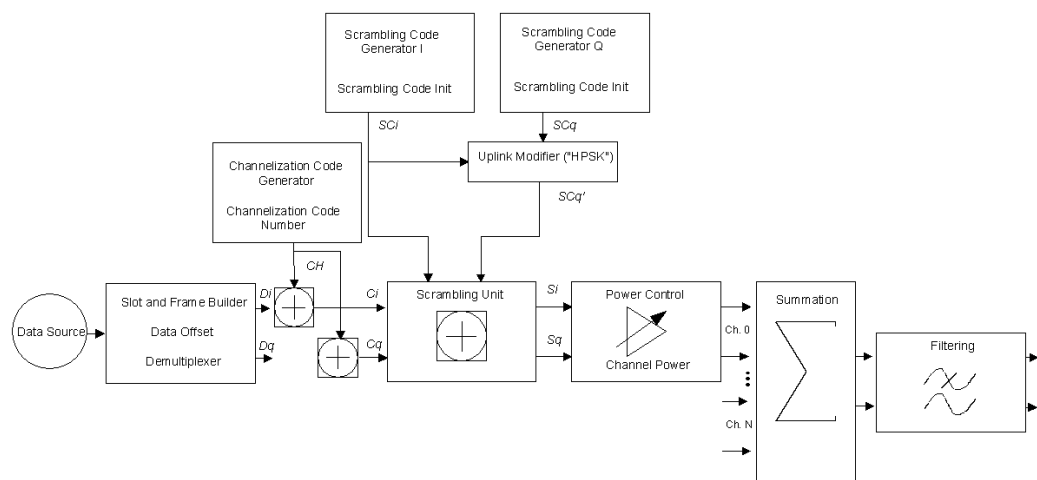 Scrambling Code
Generator I
Scrambling Code Init
Scrambling Code
Generator Q
Scrambling Code Init
SCi
SCq
Uplink Modifier ("HPSK")
SCq'
Channelization Code
Generator
Channelization Code
Number
CH
Data Source
Slot and Frame Builder
Data Offset
Demultiplexer
Di
Dq
Ci
Cq
Scrambling Unit
Si
Sq
Power Control
Channel Power
Ch. 0
Ch. N
Summation
Filtering